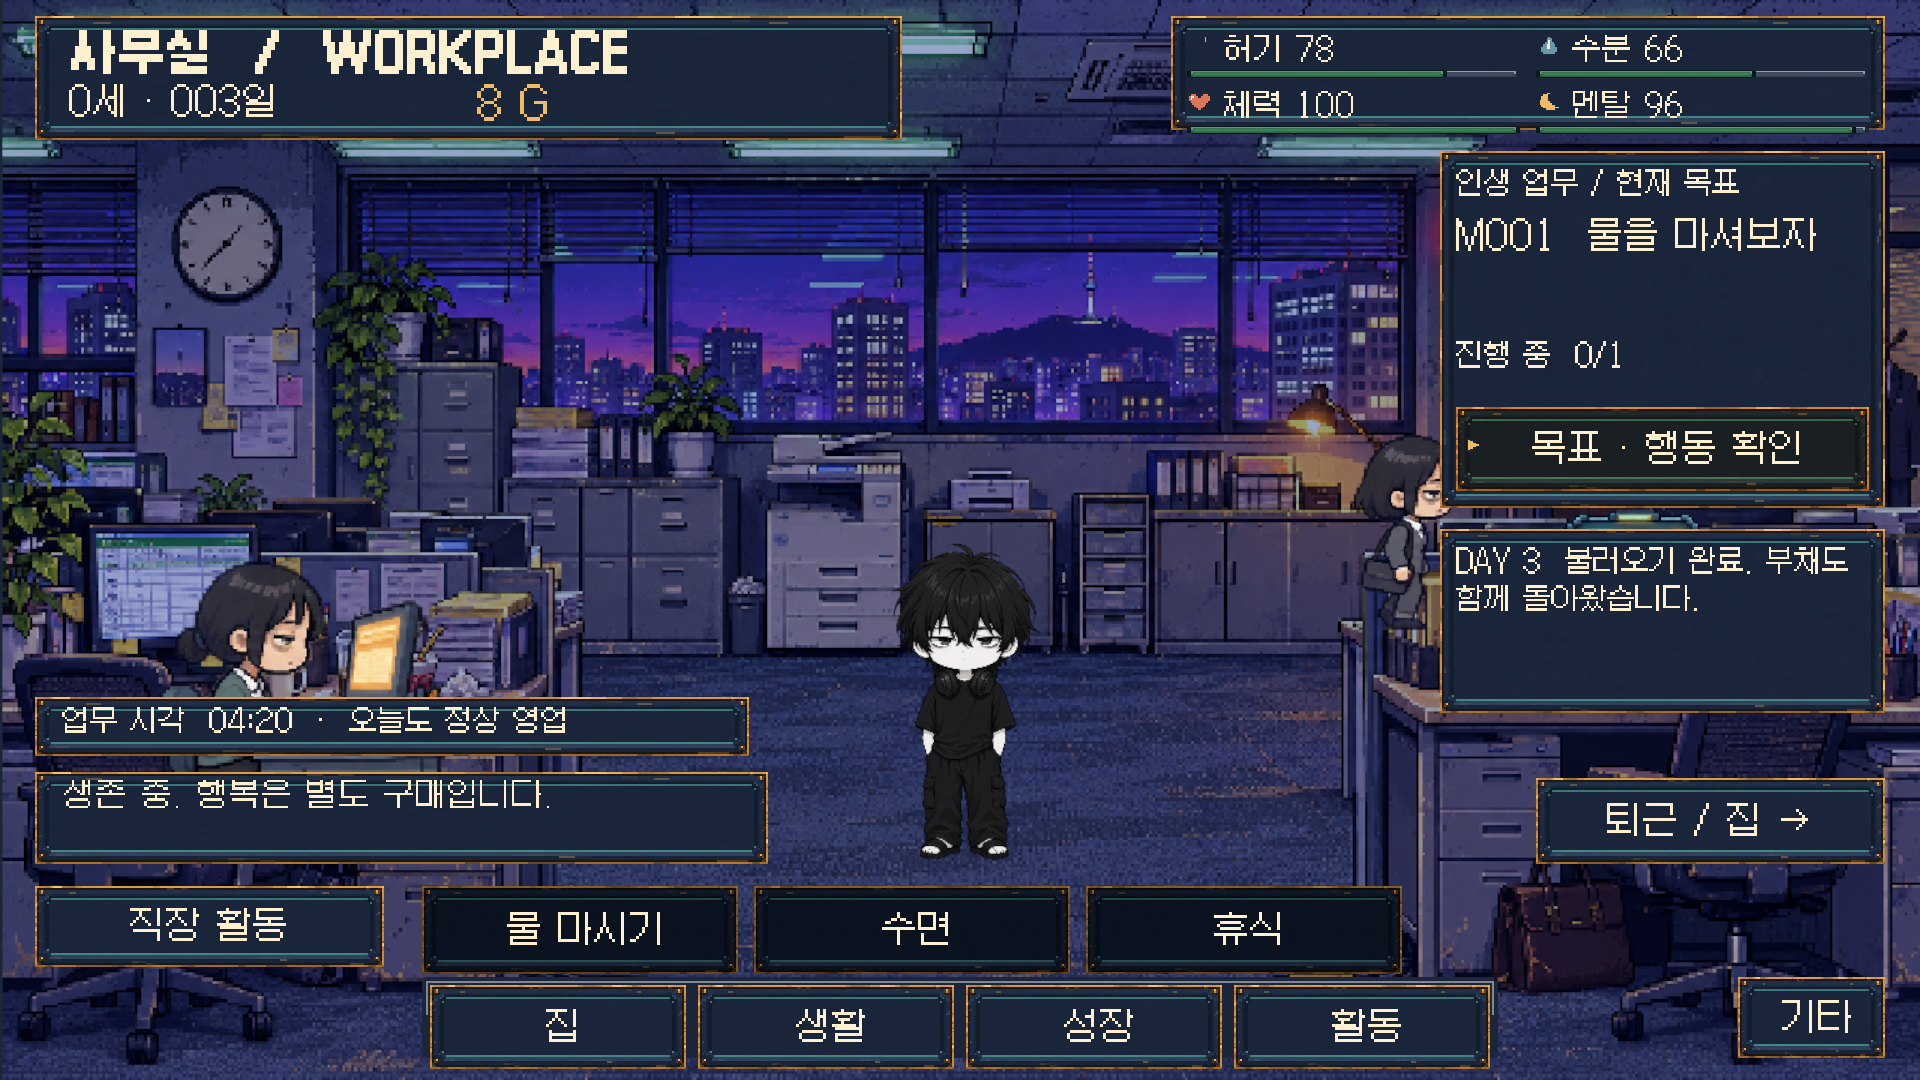 사무실 / WORKPLACE
0세 · 003일 8 G
허기 78 수분 66
체력 100 멘탈 96
인생 업무 / 현재 목표
M001 물을 마셔보자
진행 중 0/1
목표 · 행동 확인
DAY 3 불러오기 완료. 부채도
함께 돌아왔습니다.
업무 시각 04:20 · 오늘도 정상 영업
생존 중. 행복은 별도 구매입니다.
퇴근 / 집 →
직장 활동
물 마시기
수면
휴식
집
생활
성장
활동
기타